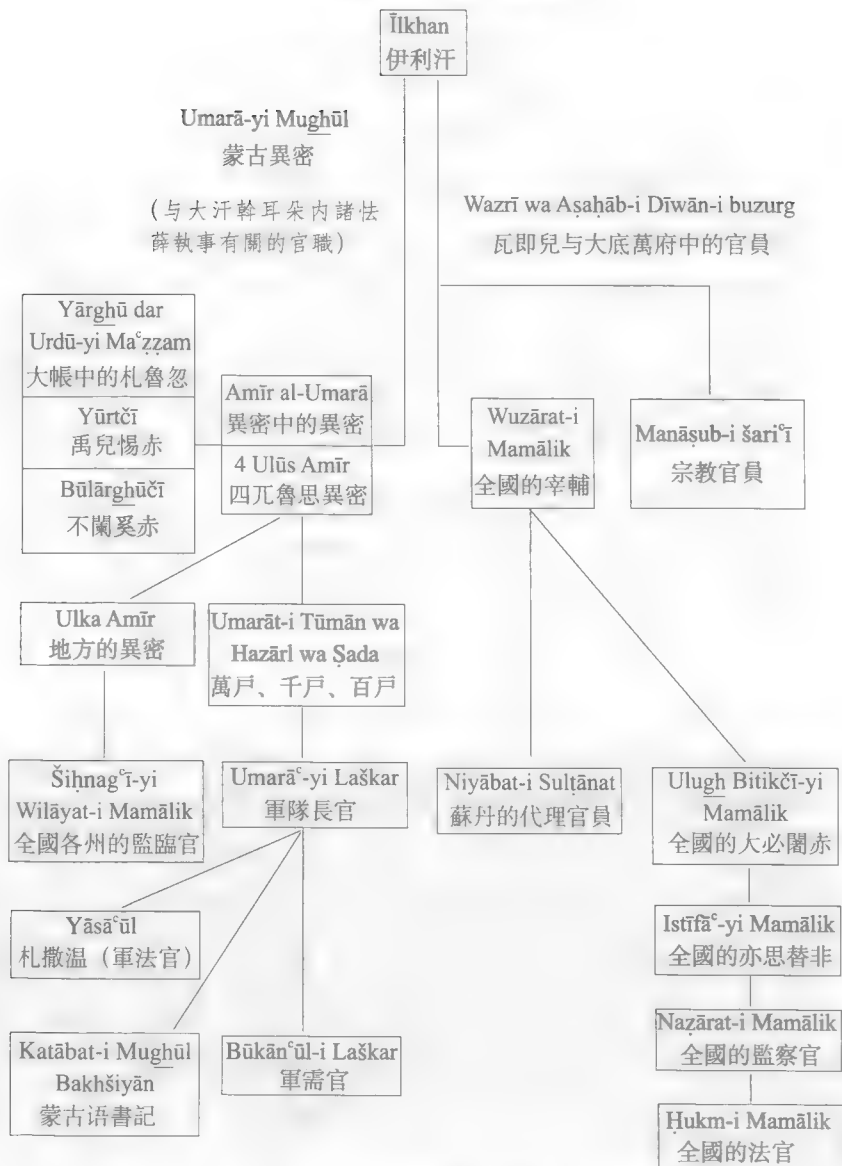 Īlkhan
伊利汗
Umarā-yi Mughūl
蒙古異密
(与大汗斡耳朵内諸怯
薛執事有關的官職)
Wazrī wa Aṣaḥāb-i Dīwān-i buzurg
瓦即兒与大底萬府中的官員
Yārghū dar
Urdū-yi Maʿẓẓam
大帳中的札魯忽
Yūrtčī
禹兒惕赤
Būlārghūčī
不闌奚赤
Amīr al-Umarā
異密中的異密
4 Ulūs Amīr
四兀魯思異密
Wuzārat-i
Mamālik
全國的宰輔
Manāṣub-i šariʿī
宗教官員
Ulka Amīr
地方的異密
Umarāt-i Tūmān wa
Hazārī wa Ṣada
萬戸、千戸、百戸
Šiḥnagʿī-yi
Wilāyat-i Mamālik
全國各州的監臨官
Umarāʿ-yi Laškar
軍隊長官
Niyābat-i Sulṭānat
蘇丹的代理官員
Ulugh Bitikčī-yi
Mamālik
全國的大必闍赤
Yāsāʿūl
札撒温（軍法官）
Istīfāʿ-yi Mamālik
全國的亦思替非
Katābat-i Mughūl
Bakhšiyān
蒙古语書記
Būkānʿūl-i Laškar
軍需官
Naẓārat-i Mamālik
全國的監察官
Ḥukm-i Mamālik
全國的法官